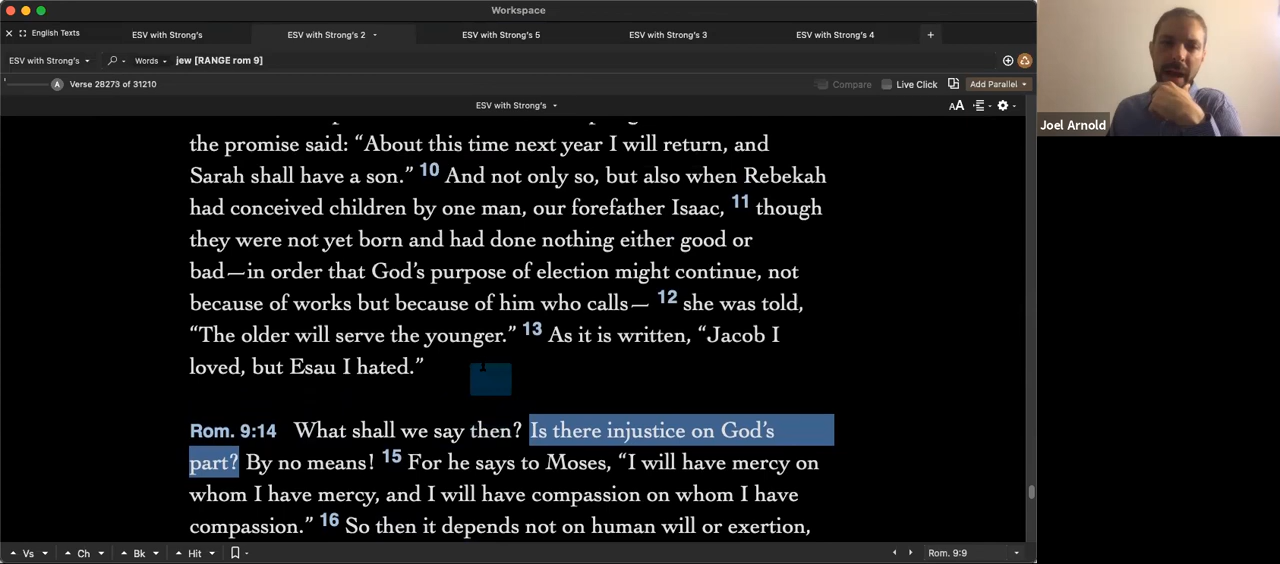 Workspace
English Texts
ESV with Strong's
ESV with Strong's 2
ESV with Strong's 5
ESV with Strong's 3
ESV with Strong's 4
ESV with Strong's
Words
jew [RANGE rom 9]
A
Verse 28273 of 31210
Compare
Live Click
Add Parallel
ESV with Strong's
AA
the promise said: “About this time next year I will return, and
Sarah shall have a son.” 10 And not only so, but also when Rebekah
had conceived children by one man, our forefather Isaac, 11 though
they were not yet born and had done nothing either good or
bad—in order that God’s purpose of election might continue, not
because of works but because of him who calls— 12 she was told,
“The older will serve the younger.” 13 As it is written, “Jacob I
loved, but Esau I hated.”
Rom. 9:14 What shall we say then? Is there injustice on God’s
part? By no means! 15 For he says to Moses, “I will have mercy on
whom I have mercy, and I will have compassion on whom I have
compassion.” 16 So then it depends not on human will or exertion,
Vs
Ch
Bk
Hit
Rom. 9:9
Joel Arnold